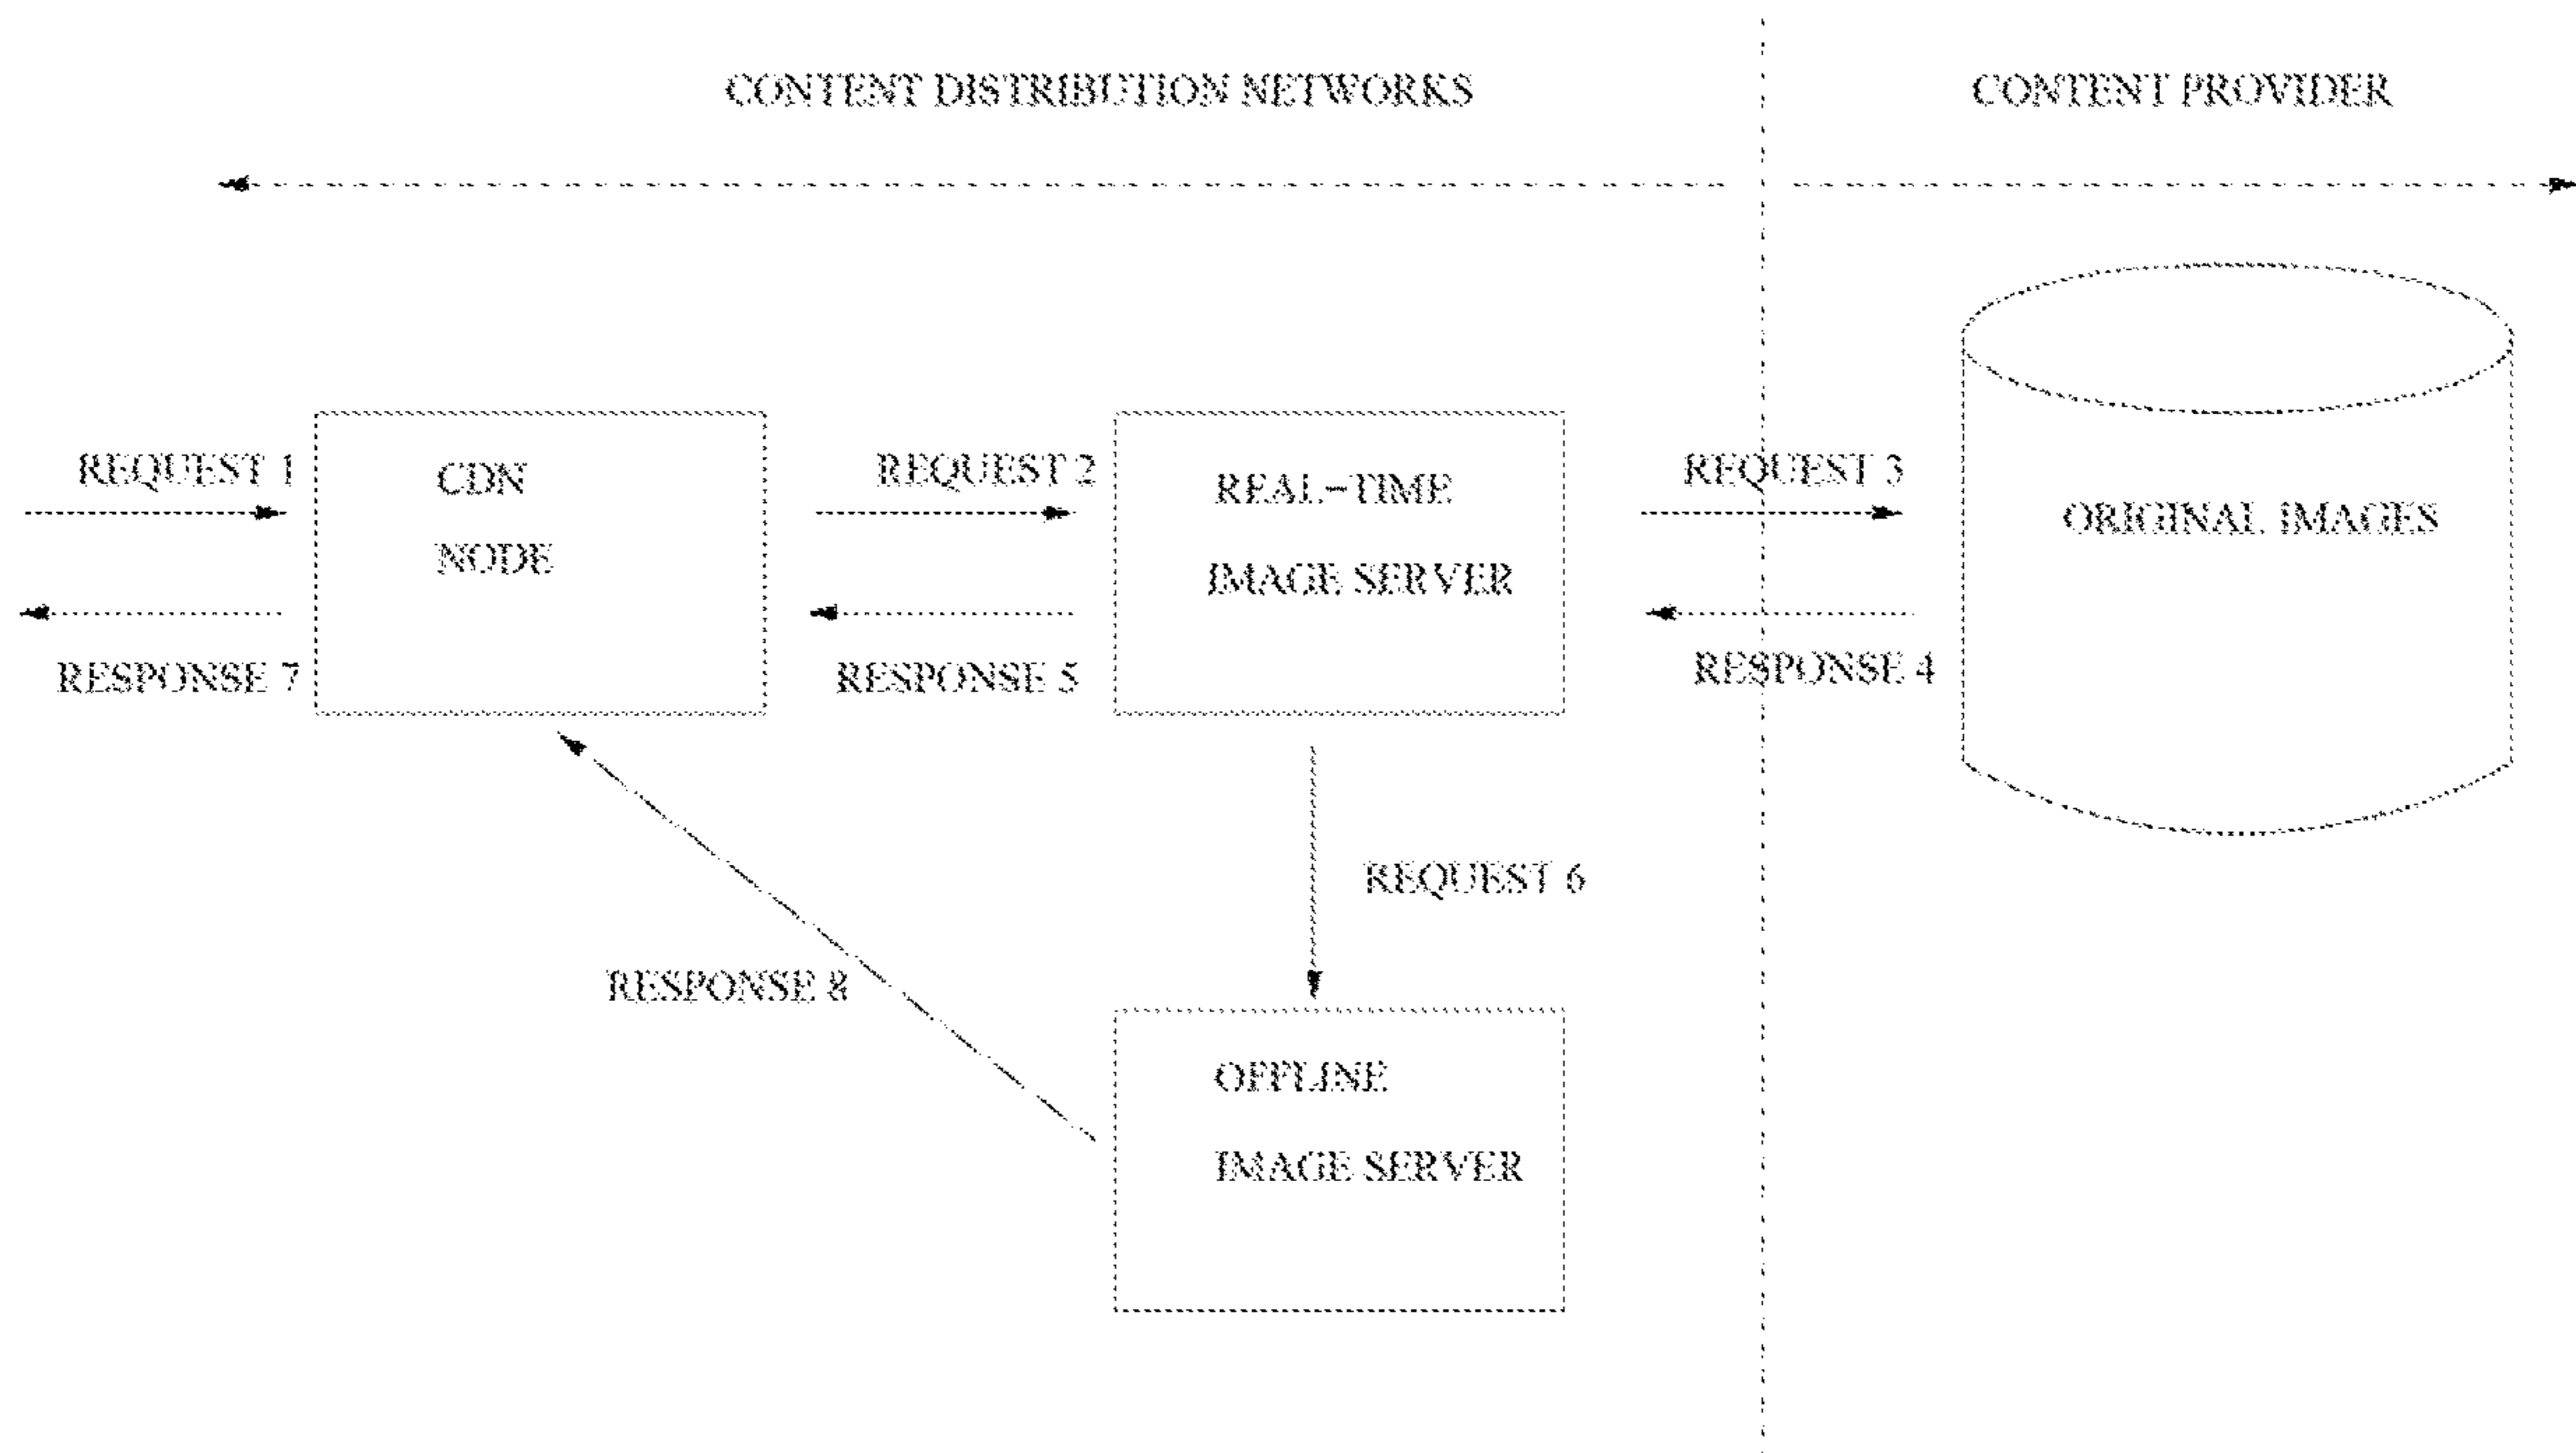 CONTENT DISTRIBUTION NETWORKS
CONTENT PROVIDER
REQUEST 1
CDN
NODE
RESPONSE 7
REQUEST 2
RESPONSE 5
REAL-TIME
IMAGE SERVER
REQUEST 3
RESPONSE 4
ORIGINAL IMAGES
REQUEST 6
RESPONSE 8
OFFLINE
IMAGE SERVER